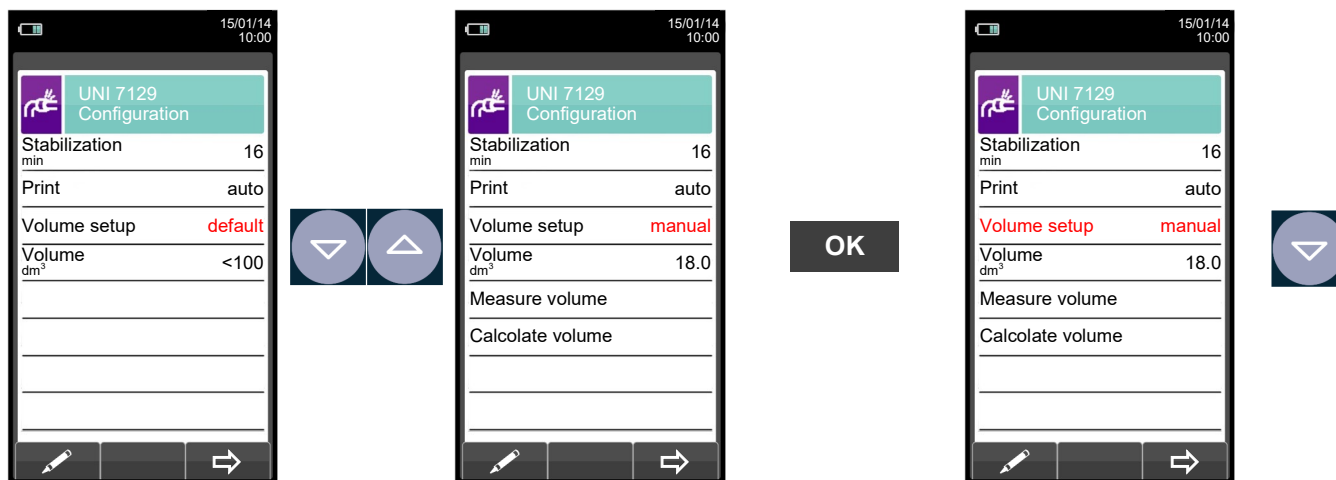 15/01/14
10:00
UNI 7129
Configuration
Stabilization
min
16
Print auto
Volume setup default
Volume
dm³
<100
15/01/14
10:00
UNI 7129
Configuration
Stabilization
min
16
Print auto
Volume setup manual
Volume
dm³
18.0
Measure volume
Calcolate volume
OK
15/01/14
10:00
UNI 7129
Configuration
Stabilization
min
16
Print auto
Volume setup manual
Volume
dm³
18.0
Measure volume
Calcolate volume